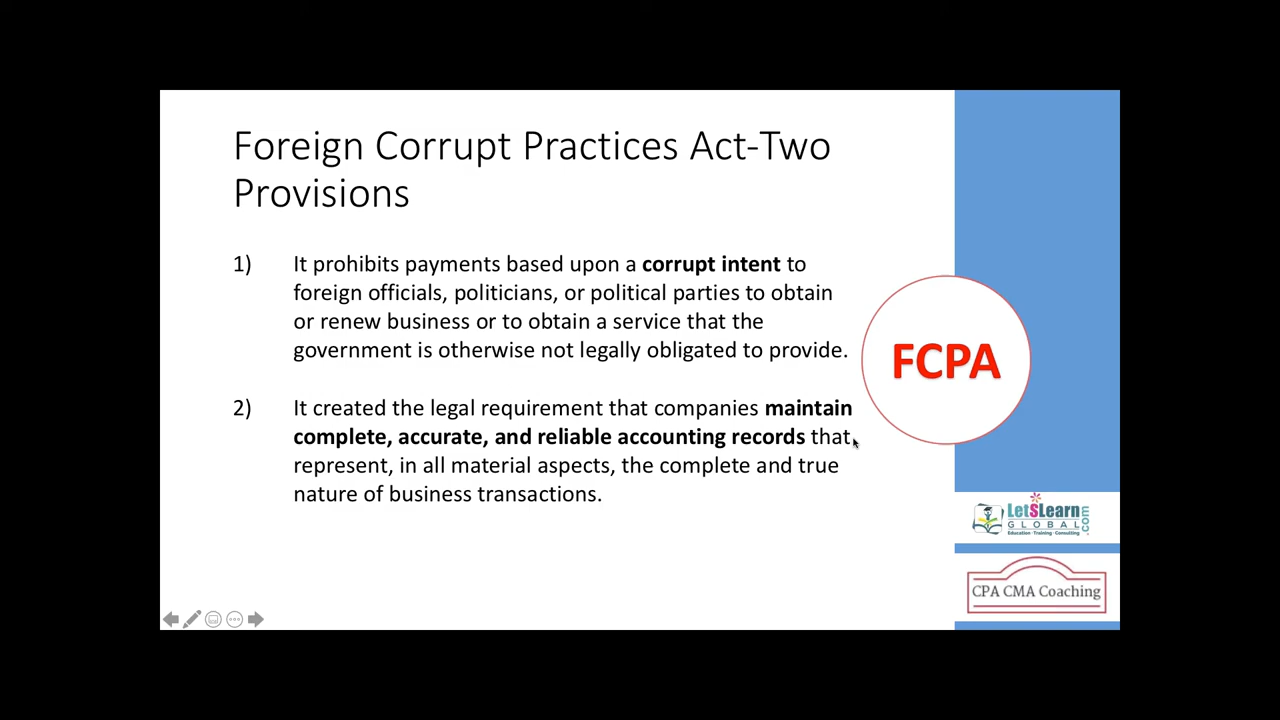 Foreign Corrupt Practices Act-Two
Provisions
1) It prohibits payments based upon a corrupt intent to
foreign officials, politicians, or political parties to obtain
or renew business or to obtain a service that the
government is otherwise not legally obligated to provide.
2) It created the legal requirement that companies maintain
complete, accurate, and reliable accounting records that
represent, in all material aspects, the complete and true
nature of business transactions.
FCPA
LetSLearn
GLOBAL
.com
Education - Training - Consulting
CPA CMA Coaching